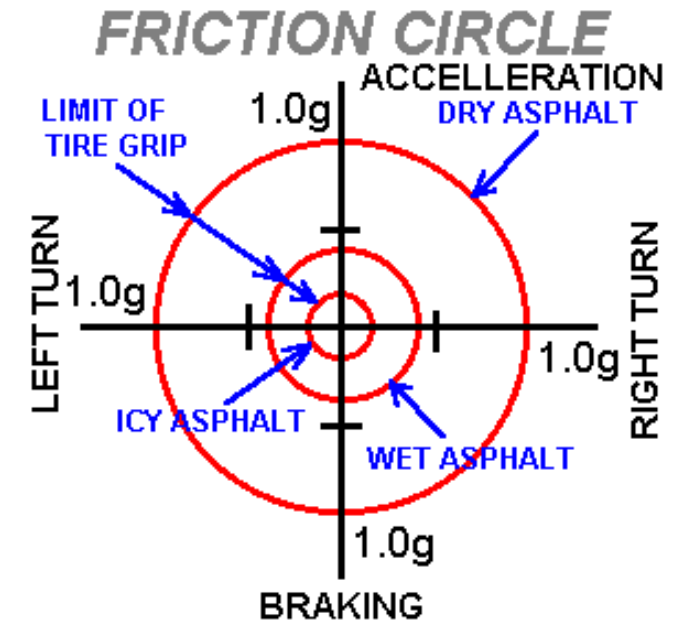 FRICTION CIRCLE
ACCELLERATION
1.0g
DRY ASPHALT
LIMIT OF
TIRE GRIP
LEFT TURN
1.0g
RIGHT TURN
1.0g
ICY ASPHALT
WET ASPHALT
1.0g
BRAKING